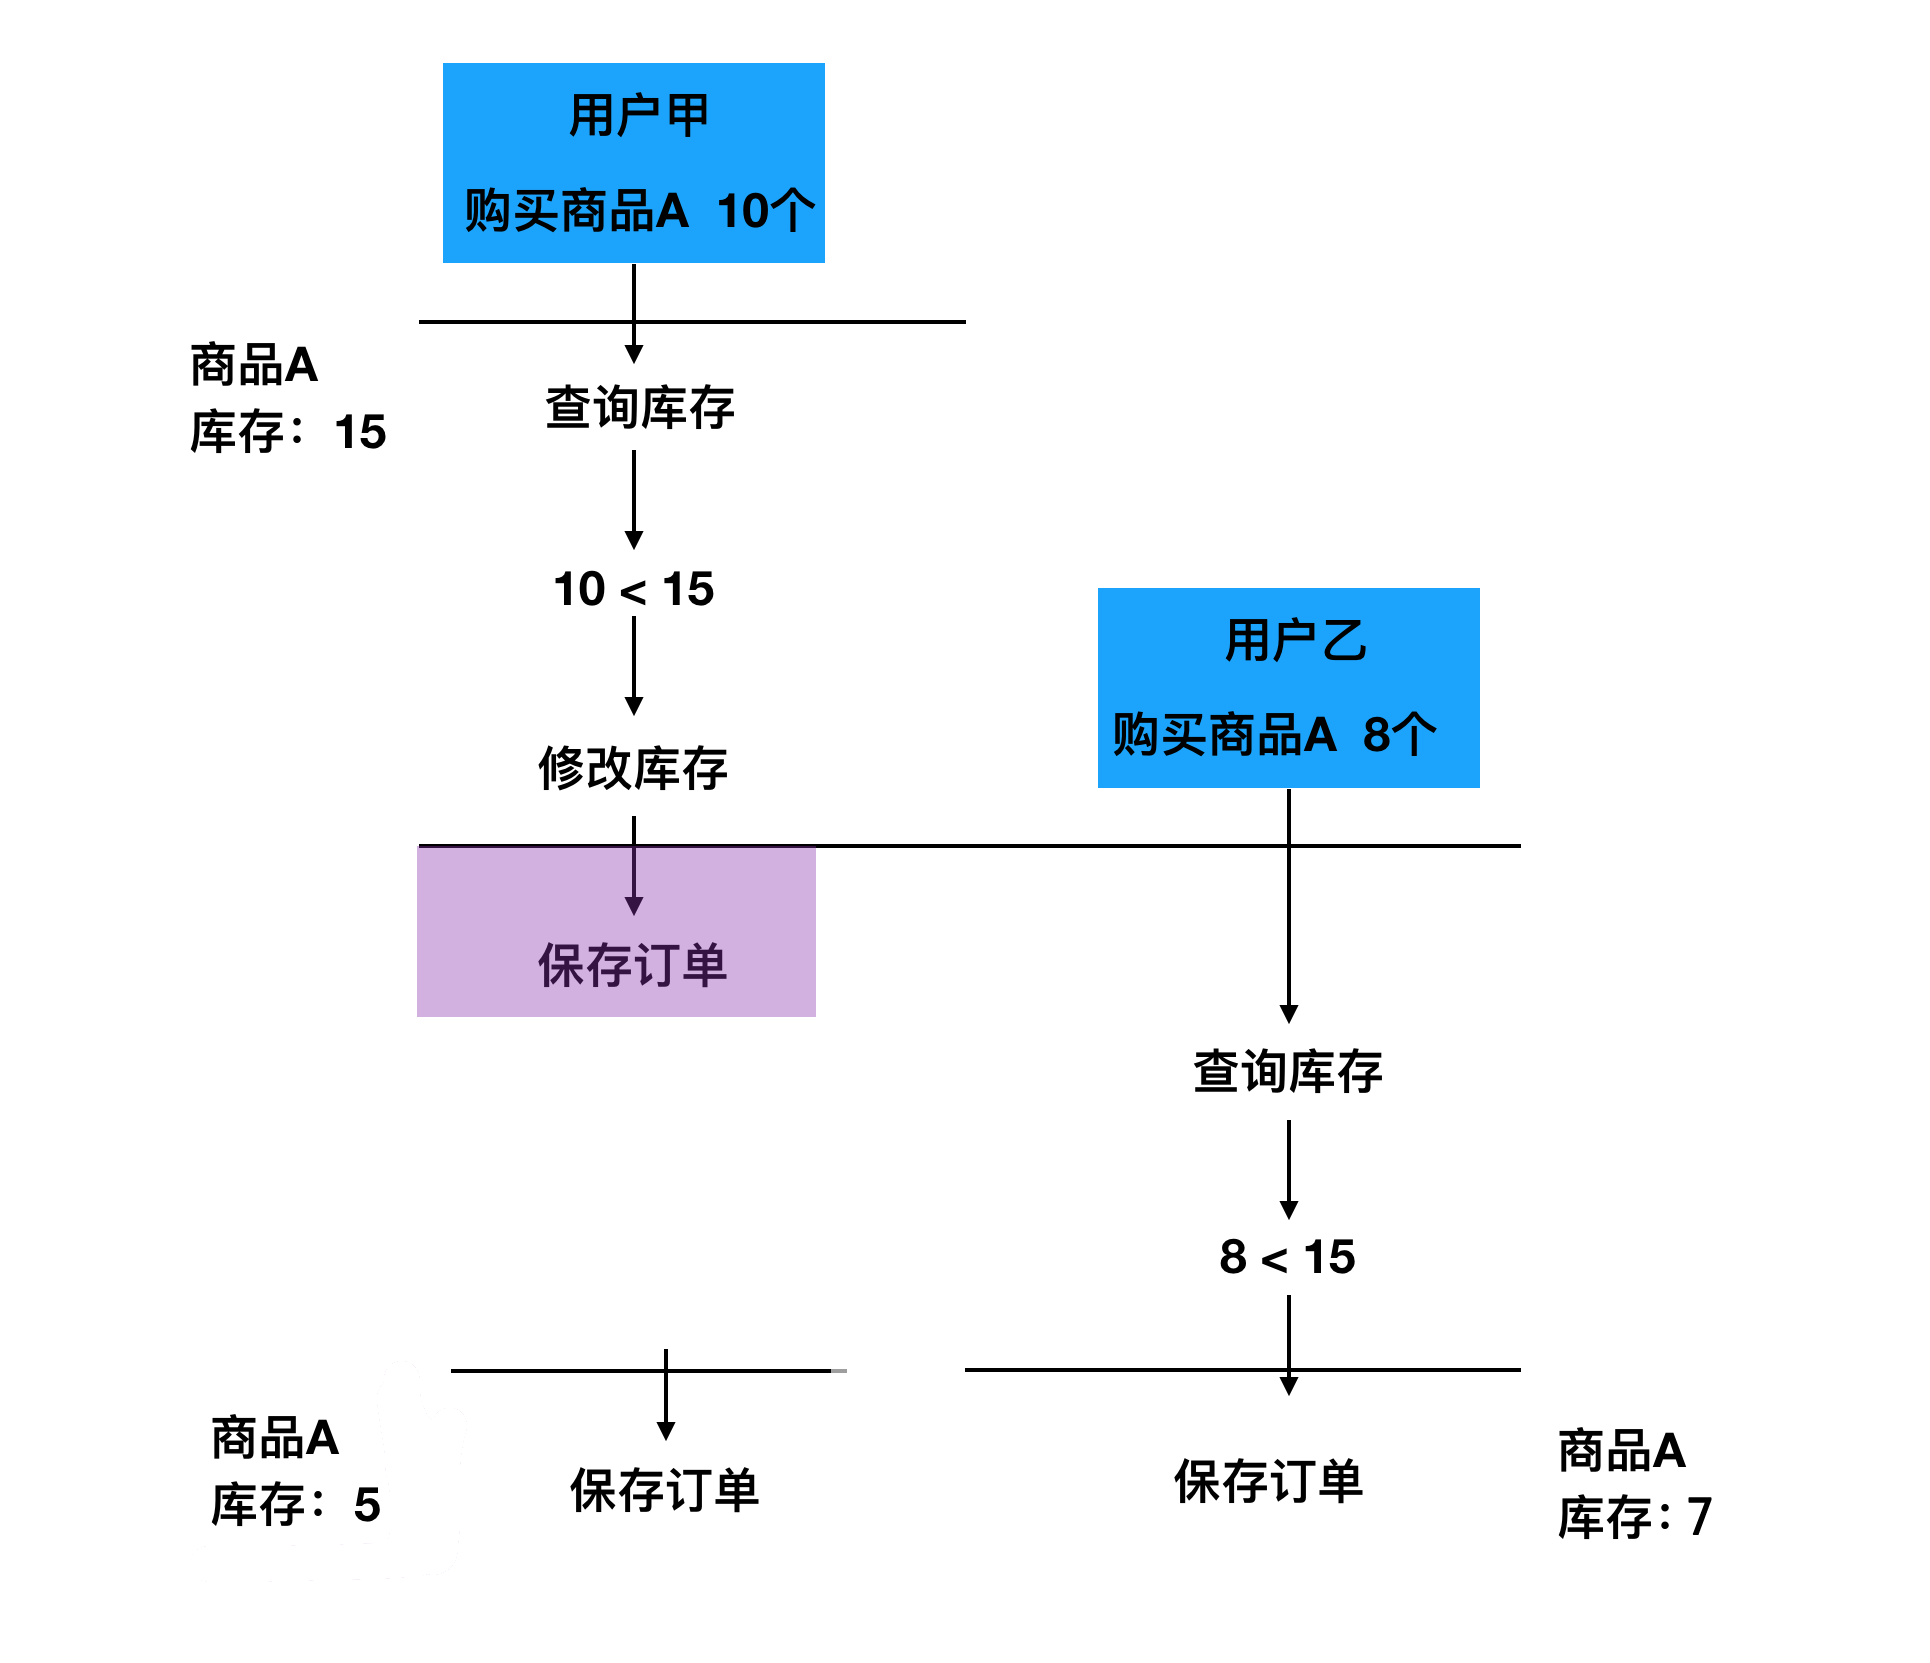 用户甲
购买商品A 10个
商品A
库存：15
查询库存
10 < 15
修改库存
用户乙
购买商品A 8个
保存订单
查询库存
8 < 15
商品A
库存：5
保存订单
保存订单
商品A
库存：7